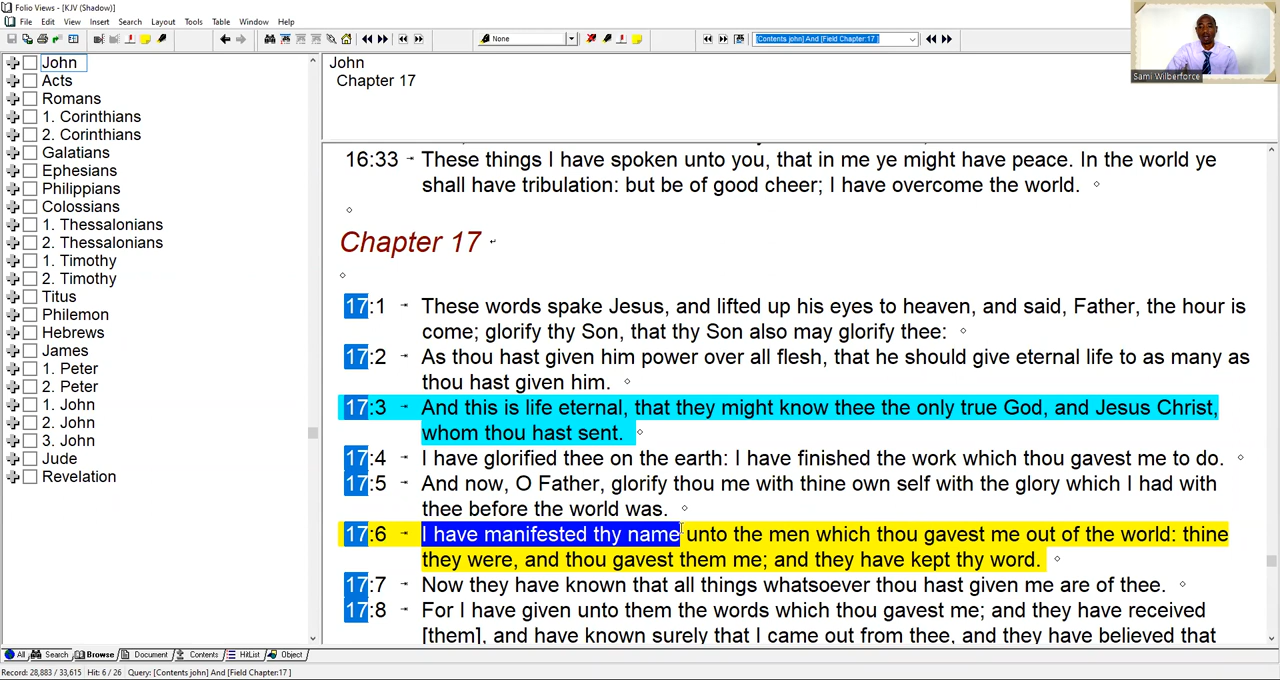 Folio Views - [KJV (Shadow)]
File Edit View Insert Search Layout Tools Table Window Help
None
[Contents john] And [Field Chapter:17 ]
Sami Wilberforce
John
Acts
Romans
1. Corinthians
2. Corinthians
Galatians
Ephesians
Philippians
Colossians
1. Thessalonians
2. Thessalonians
1. Timothy
2. Timothy
Titus
Philemon
Hebrews
James
1. Peter
2. Peter
1. John
2. John
3. John
Jude
Revelation
John
Chapter 17
16:33 These things I have spoken unto you, that in me ye might have peace. In the world ye
shall have tribulation: but be of good cheer; I have overcome the world.
Chapter 17
17:1 These words spake Jesus, and lifted up his eyes to heaven, and said, Father, the hour is
come; glorify thy Son, that thy Son also may glorify thee:
17:2 As thou hast given him power over all flesh, that he should give eternal life to as many as
thou hast given him.
17:3 And this is life eternal, that they might know thee the only true God, and Jesus Christ,
whom thou hast sent.
17:4 I have glorified thee on the earth: I have finished the work which thou gavest me to do.
17:5 And now, O Father, glorify thou me with thine own self with the glory which I had with
thee before the world was.
17:6 I have manifested thy name unto the men which thou gavest me out of the world: thine
they were, and thou gavest them me; and they have kept thy word.
17:7 Now they have known that all things whatsoever thou hast given me are of thee.
17:8 For I have given unto them the words which thou gavest me; and they have received
[them], and have known surely that I came out from thee, and they have believed that
All Search Browse Document Contents HitList Object
Record: 28,883 / 33,615 Hit: 6 / 26 Query: [Contents john] And [Field Chapter:17 ]